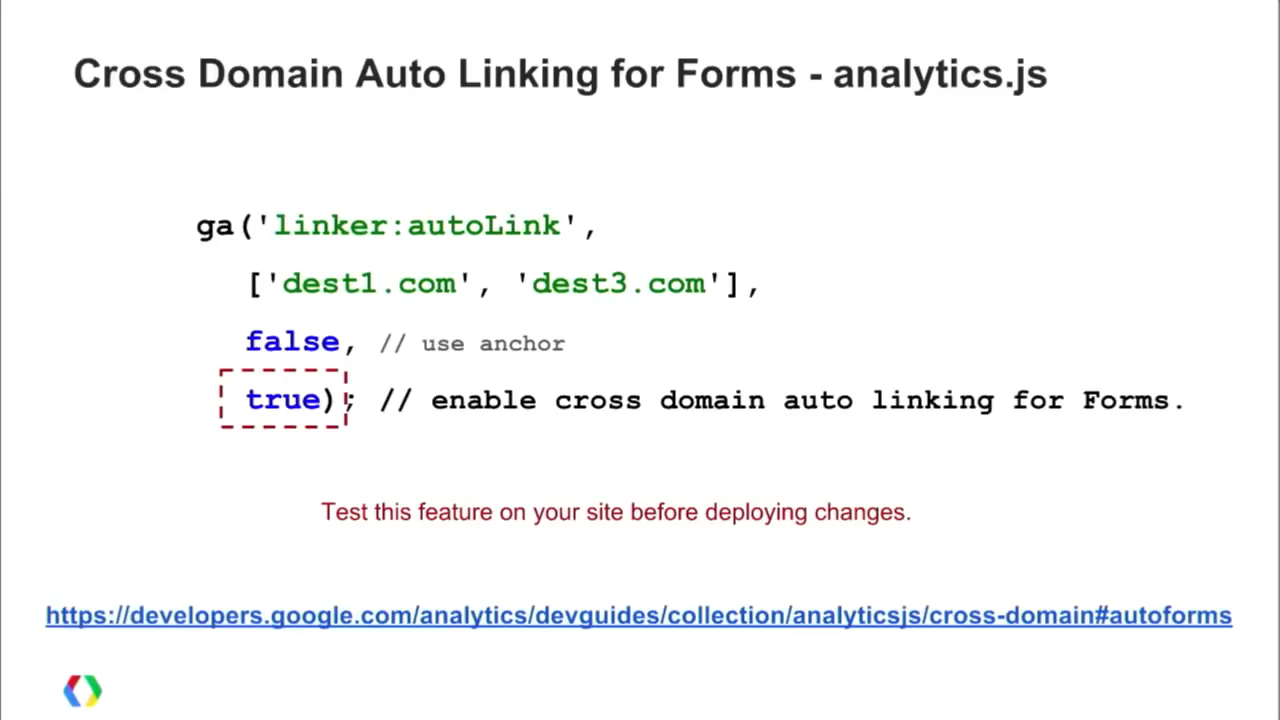 Cross Domain Auto Linking for Forms - analytics.js
ga('linker:autoLink',
['dest1.com', 'dest3.com'],
false, // use anchor
true); // enable cross domain auto linking for Forms.
Test this feature on your site before deploying changes.
https://developers.google.com/analytics/devguides/collection/analyticsjs/cross-domain#autoforms